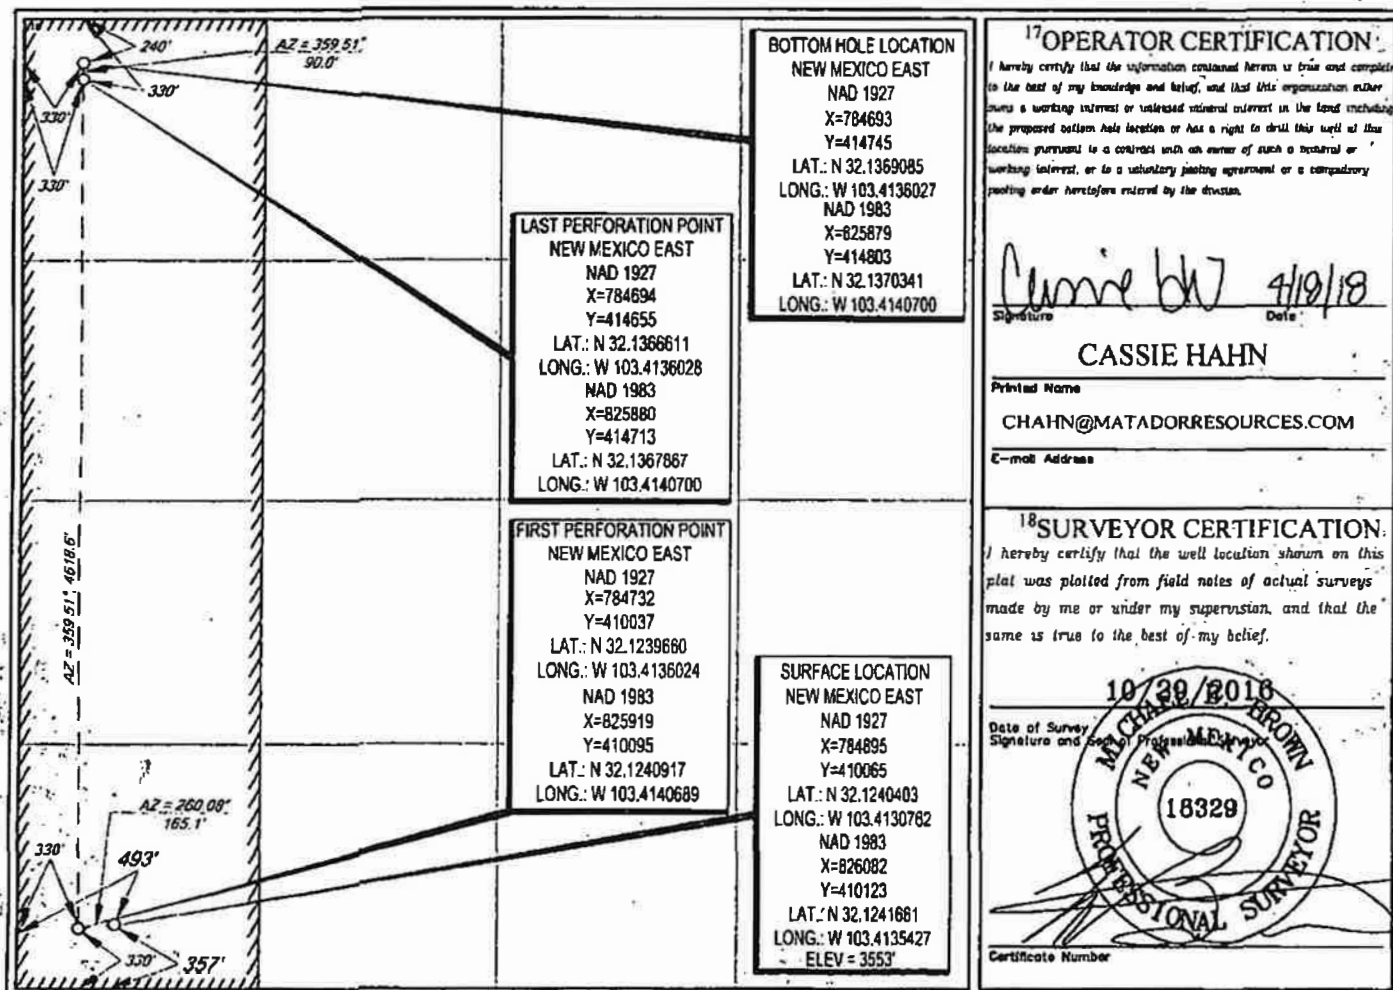 240'
AZ = 359.51°
90.0'
330'
330'
330'
BOTTOM HOLE LOCATION
NEW MEXICO EAST
NAD 1927
X=784693
Y=414745
LAT.: N 32.1369085
LONG.: W 103.4136027
NAD 1983
X=825879
Y=414803
LAT.: N 32.1370341
LONG.: W 103.4140700
LAST PERFORATION POINT
NEW MEXICO EAST
NAD 1927
X=784694
Y=414655
LAT.: N 32.1366611
LONG.: W 103.4136028
NAD 1983
X=825880
Y=414713
LAT.: N 32.1367867
LONG.: W 103.4140700
FIRST PERFORATION POINT
NEW MEXICO EAST
NAD 1927
X=784732
Y=410037
LAT.: N 32.1239660
LONG.: W 103.4136024
NAD 1983
X=825919
Y=410095
LAT.: N 32.1240917
LONG.: W 103.4140689
SURFACE LOCATION
NEW MEXICO EAST
NAD 1927
X=784895
Y=410065
LAT.: N 32.1240403
LONG.: W 103.4130762
NAD 1983
X=826082
Y=410123
LAT.: N 32.1241661
LONG.: W 103.4135427
ELEV = 3553'
AZ = 359.51°, 4618.6'
AZ = 260.08°
165.1'
330'
493'
330'
357'
17 OPERATOR CERTIFICATION
I hereby certify that the information contained herein is true and complete
to the best of my knowledge and belief, and that this organization either
owns a working interest or unleased mineral interest in the land including
the proposed bottom hole location or has a right to drill this well at this
location pursuant to a contract with an owner of such a mineral or
working interest, or to a voluntary pooling agreement or a compulsory
pooling order heretofore entered by the division.
4/18/18
Signature Date
CASSIE HAHN
Printed Name
CHAHN@MATADORRESOURCES.COM
E-mail Address
18 SURVEYOR CERTIFICATION
I hereby certify that the well location shown on this
plat was plotted from field notes of actual surveys
made by me or under my supervision, and that the
same is true to the best of my belief.
10/29/2016
Date of Survey
Signature and Seal of Professional Surveyor
MICHAEL B. BROWN
NEW MEXICO
18329
PROFESSIONAL SURVEYOR
Certificate Number